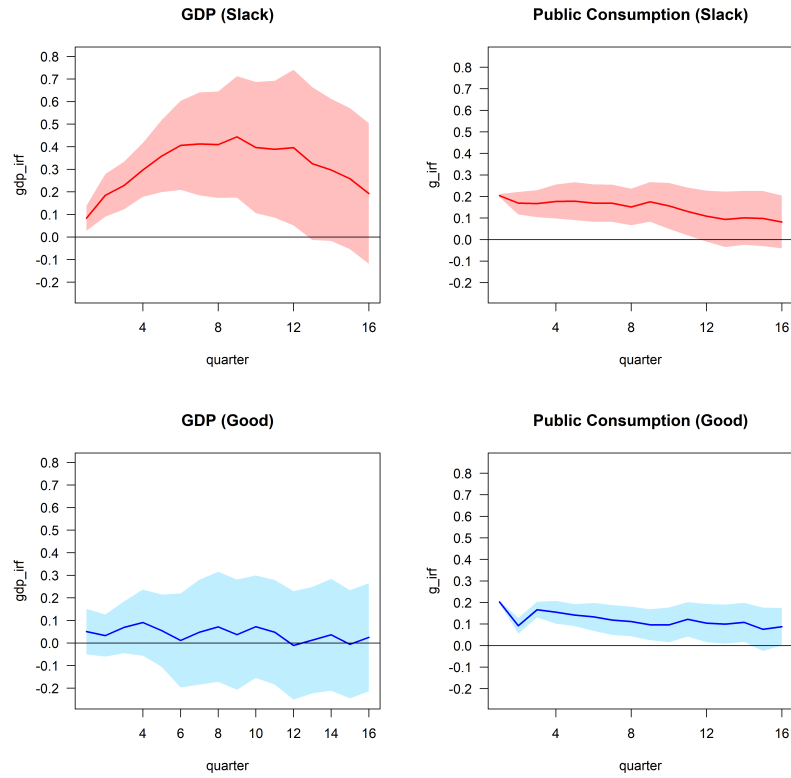 GDP (Slack)
gdp_irf
0.8
0.7
0.6
0.5
0.4
0.3
0.2
0.1
0.0
-0.1
-0.2
4 8 12 16
quarter
Public Consumption (Slack)
g_irf
0.8
0.7
0.6
0.5
0.4
0.3
0.2
0.1
0.0
-0.1
-0.2
4 8 12 16
quarter
GDP (Good)
gdp_irf
0.8
0.7
0.6
0.5
0.4
0.3
0.2
0.1
0.0
-0.1
-0.2
4 6 8 10 12 14 16
quarter
Public Consumption (Good)
g_irf
0.8
0.7
0.6
0.5
0.4
0.3
0.2
0.1
0.0
-0.1
-0.2
4 8 12 16
quarter